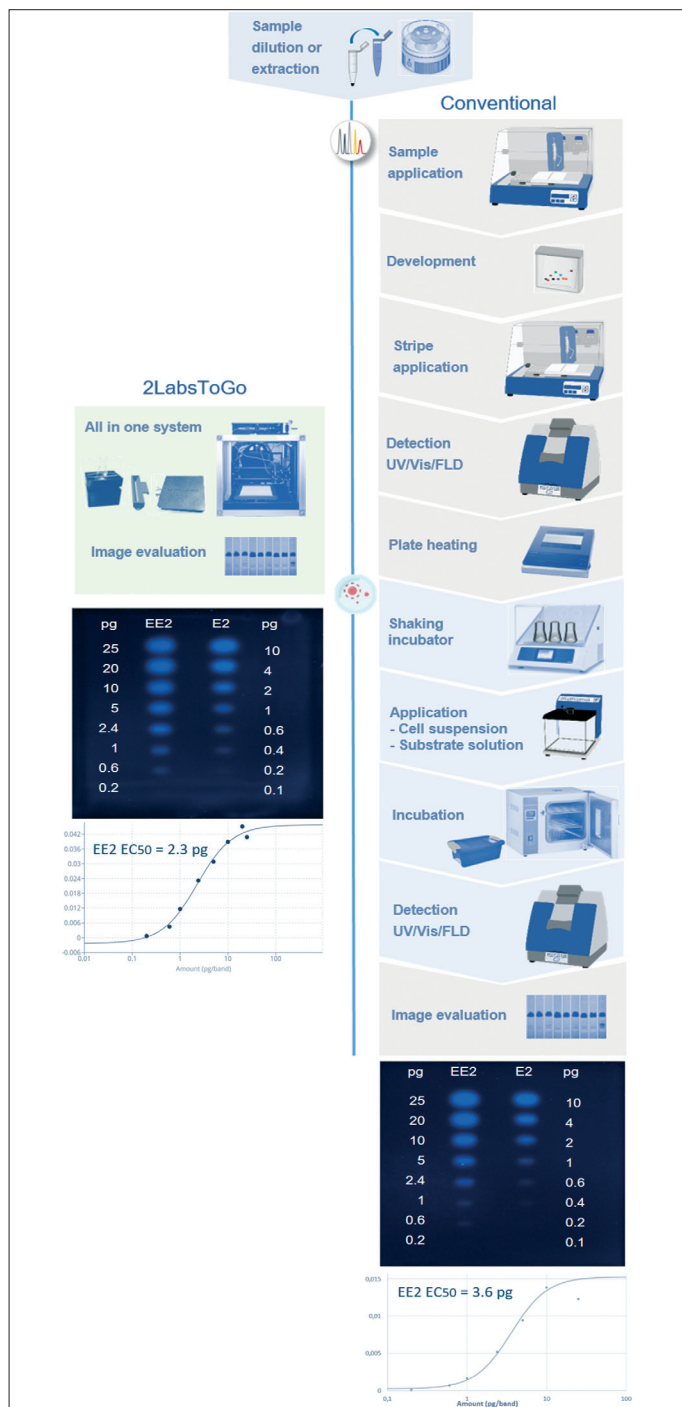 Sample
dilution or
extraction
Conventional
Sample
application
Development
Stripe
application
Detection
UV/Vis/FLD
Plate heating
Shaking
incubator
Application
- Cell suspension
- Substrate solution
Incubation
Detection
UV/Vis/FLD
Image evaluation
2LabsToGo
All in one system
Image evaluation
pg EE2 E2 pg
25 10
20 4
10 2
5 1
2.4 0.6
1 0.4
0.6 0.2
0.2 0.1
EE2 EC50 = 2.3 pg
0.042
0.036
0.030
0.024
0.018
0.012
0.006
0
-0.006
0.01 0.1 1 10 100
Amount (pg/band)
pg EE2 E2 pg
25 10
20 4
10 2
5 1
2.4 0.6
1 0.4
0.6 0.2
0.2 0.1
EE2 EC50 = 3.6 pg
0,015
0,01
0,005
0
0,1 1 10 100
Amount (pg/band)